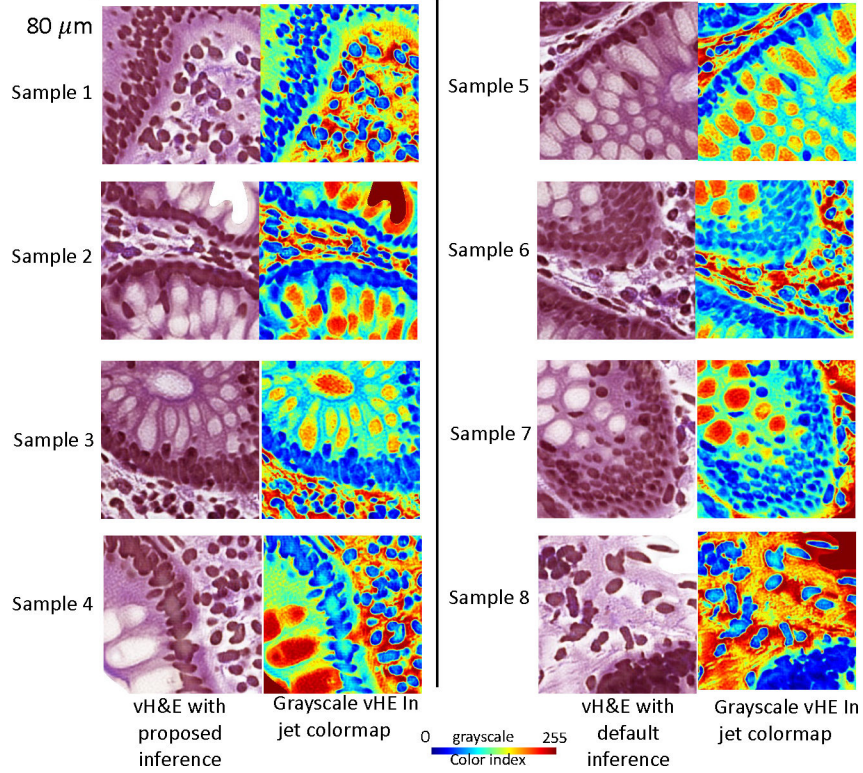 80 μm
Sample 1
Sample 2
Sample 3
Sample 4
vH&E with
proposed
inference
Grayscale vHE In
jet colormap
Sample 5
Sample 6
Sample 7
Sample 8
vH&E with
default
inference
Grayscale vHE In
jet colormap
0 grayscale 255
Color index